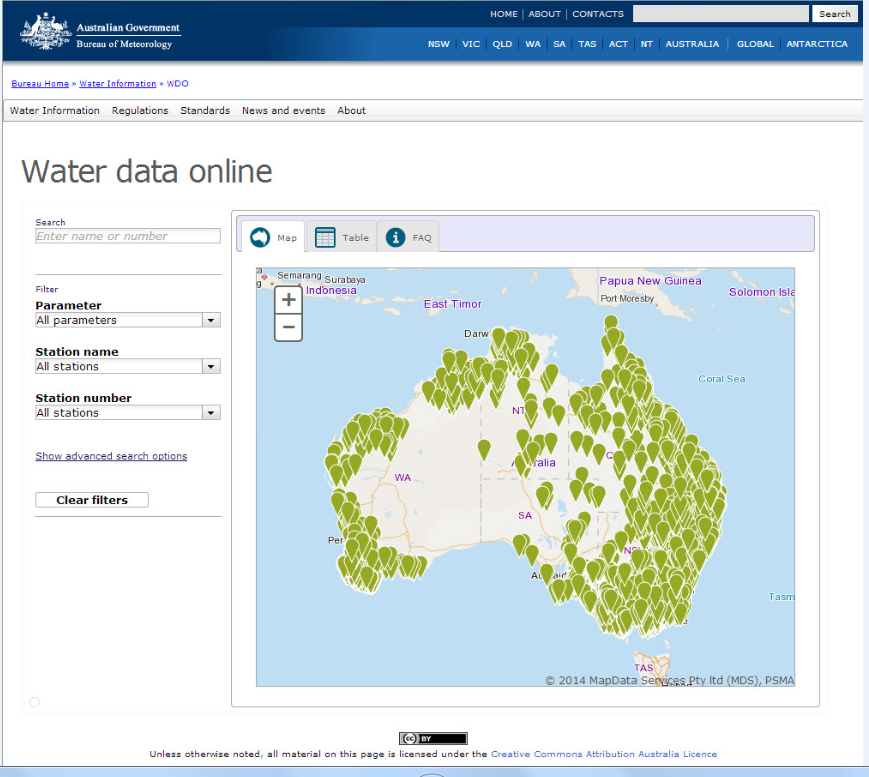 HOME | ABOUT | CONTACTS
Search
Australian Government
Bureau of Meteorology
NSW | VIC | QLD | WA | SA | TAS | ACT | NT | AUSTRALIA | GLOBAL | ANTARCTICA
Bureau Home » Water Information » WDO
Water Information Regulations Standards News and events About
Water data online
Search
Enter name or number
Filter
Parameter
All parameters
Station name
All stations
Station number
All stations
Show advanced search options
Clear filters
Map Table FAQ
Semarang
Surabaya
Indonesia
Papua New Guinea
Port Moresby
Solomon Isla
East Timor
+
−
Darwi
Coral Sea
NT
WA
SA
Per
Tasm
TAS
© 2014 MapData Services Pty ltd (MDS), PSMA
(cc) BY
Unless otherwise noted, all material on this page is licensed under the Creative Commons Attribution Australia Licence